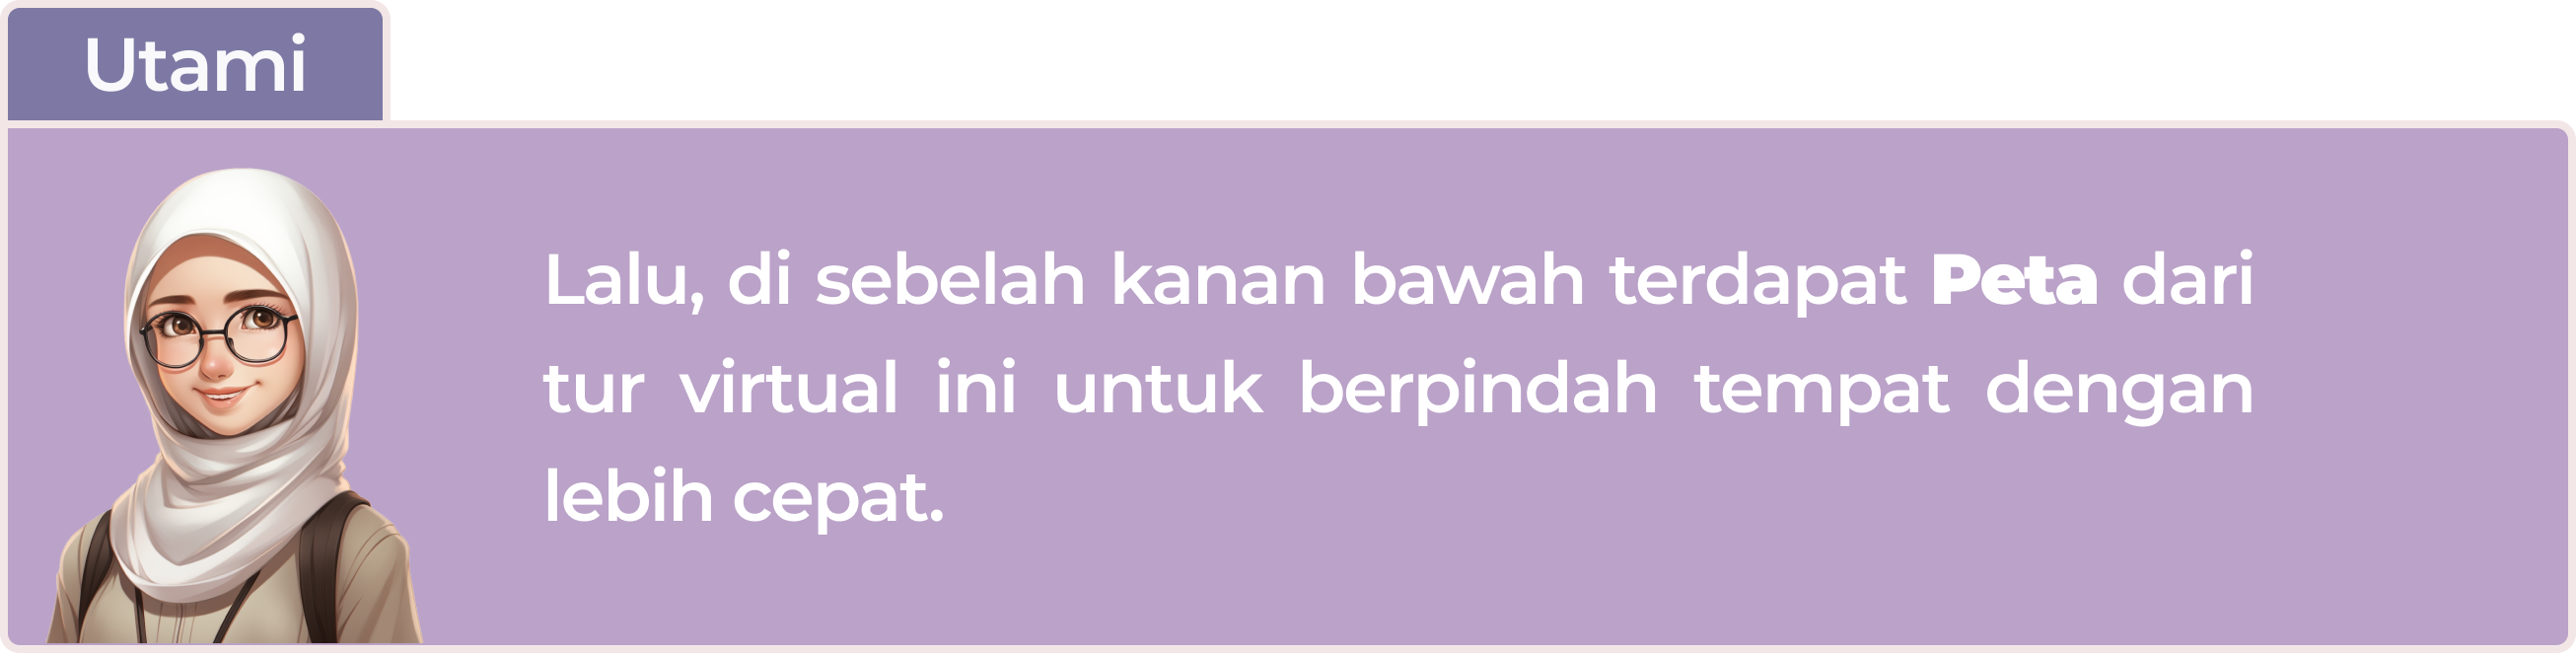 Utami
Lalu, di sebelah kanan bawah terdapat Peta dari
tur virtual ini untuk berpindah tempat dengan
lebih cepat.